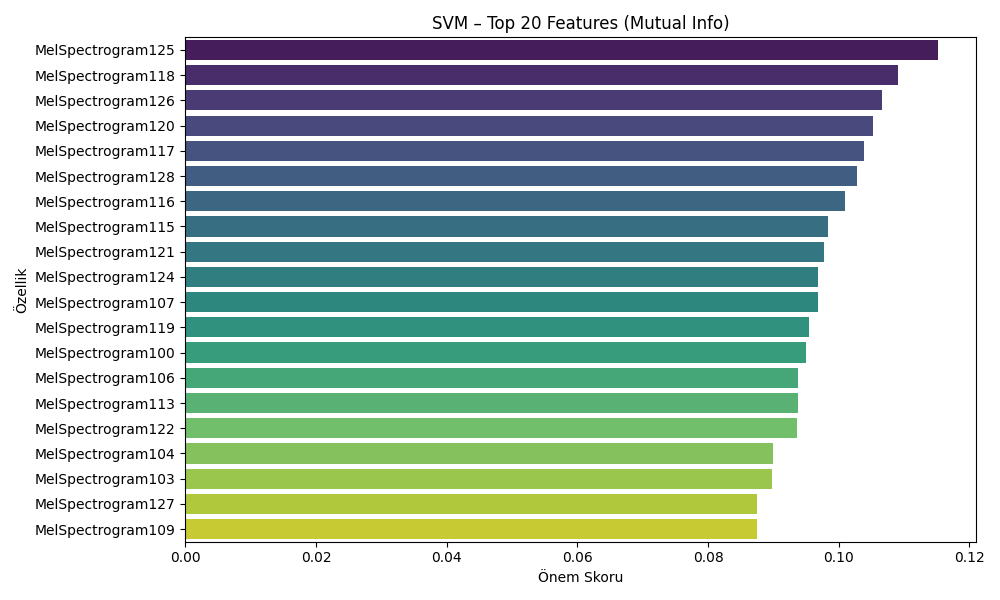 SVM – Top 20 Features (Mutual Info)
MelSpectrogram125
MelSpectrogram118
MelSpectrogram126
MelSpectrogram120
MelSpectrogram117
MelSpectrogram128
MelSpectrogram116
MelSpectrogram115
MelSpectrogram121
MelSpectrogram124
MelSpectrogram107
MelSpectrogram119
MelSpectrogram100
MelSpectrogram106
MelSpectrogram113
MelSpectrogram122
MelSpectrogram104
MelSpectrogram103
MelSpectrogram127
MelSpectrogram109
Özellik
0.00 0.02 0.04 0.06 0.08 0.10 0.12
Önem Skoru